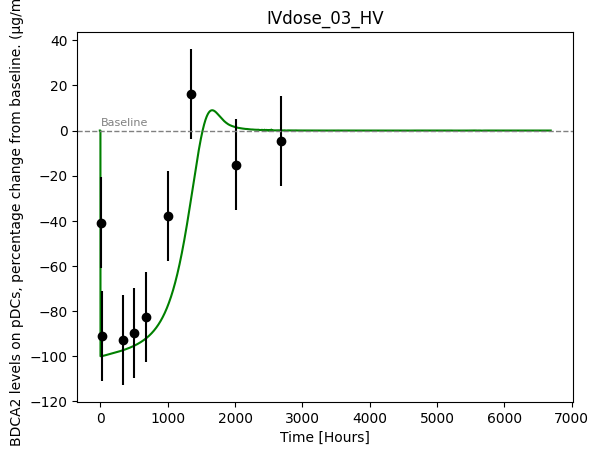 IVdose_03_HV
BDCA2 levels on pDCs, percentage change from baseline. (µg/m
40
20
0
−20
−40
−60
−80
−100
−120
Baseline
0 1000 2000 3000 4000 5000 6000 7000
Time [Hours]